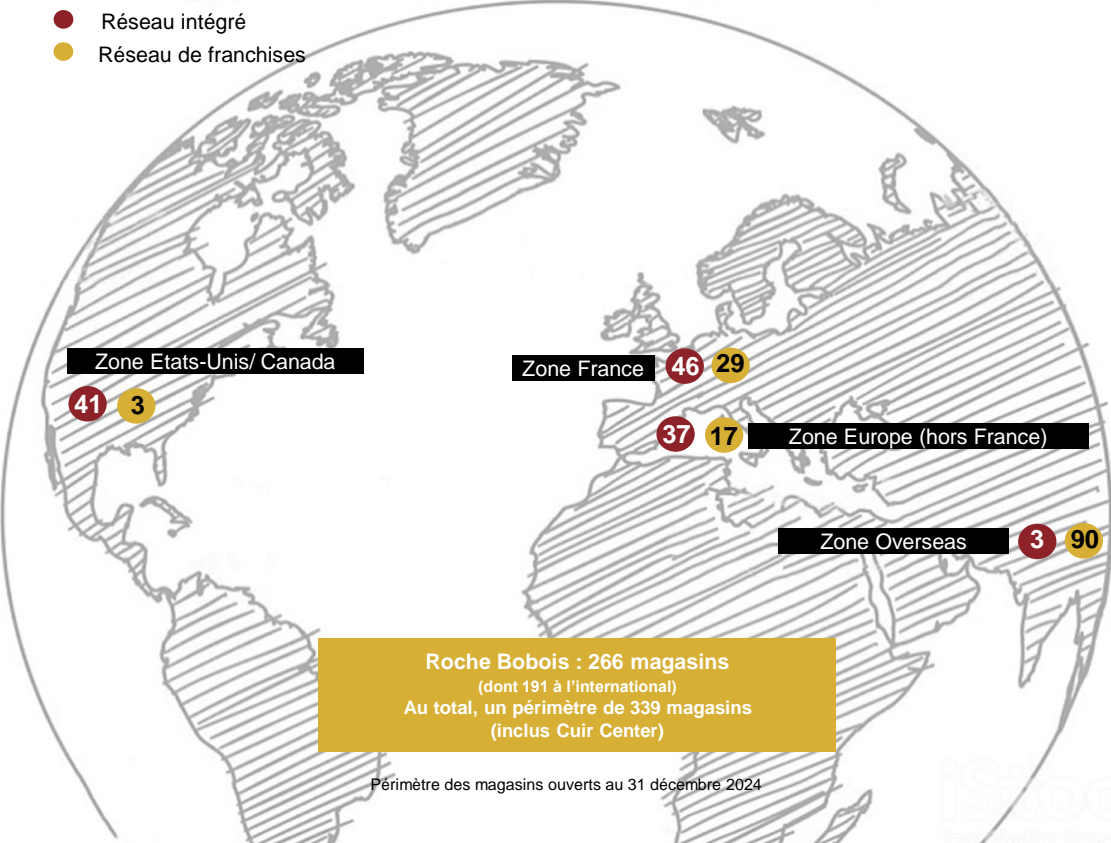 Réseau intégré
Réseau de franchises
Zone Etats-Unis/ Canada
41 3
Zone France 46 29
37 17 Zone Europe (hors France)
Zone Overseas 3 90
Roche Bobois : 266 magasins
(dont 191 à l'international)
Au total, un périmètre de 339 magasins
(inclus Cuir Center)
Périmètre des magasins ouverts au 31 décembre 2024